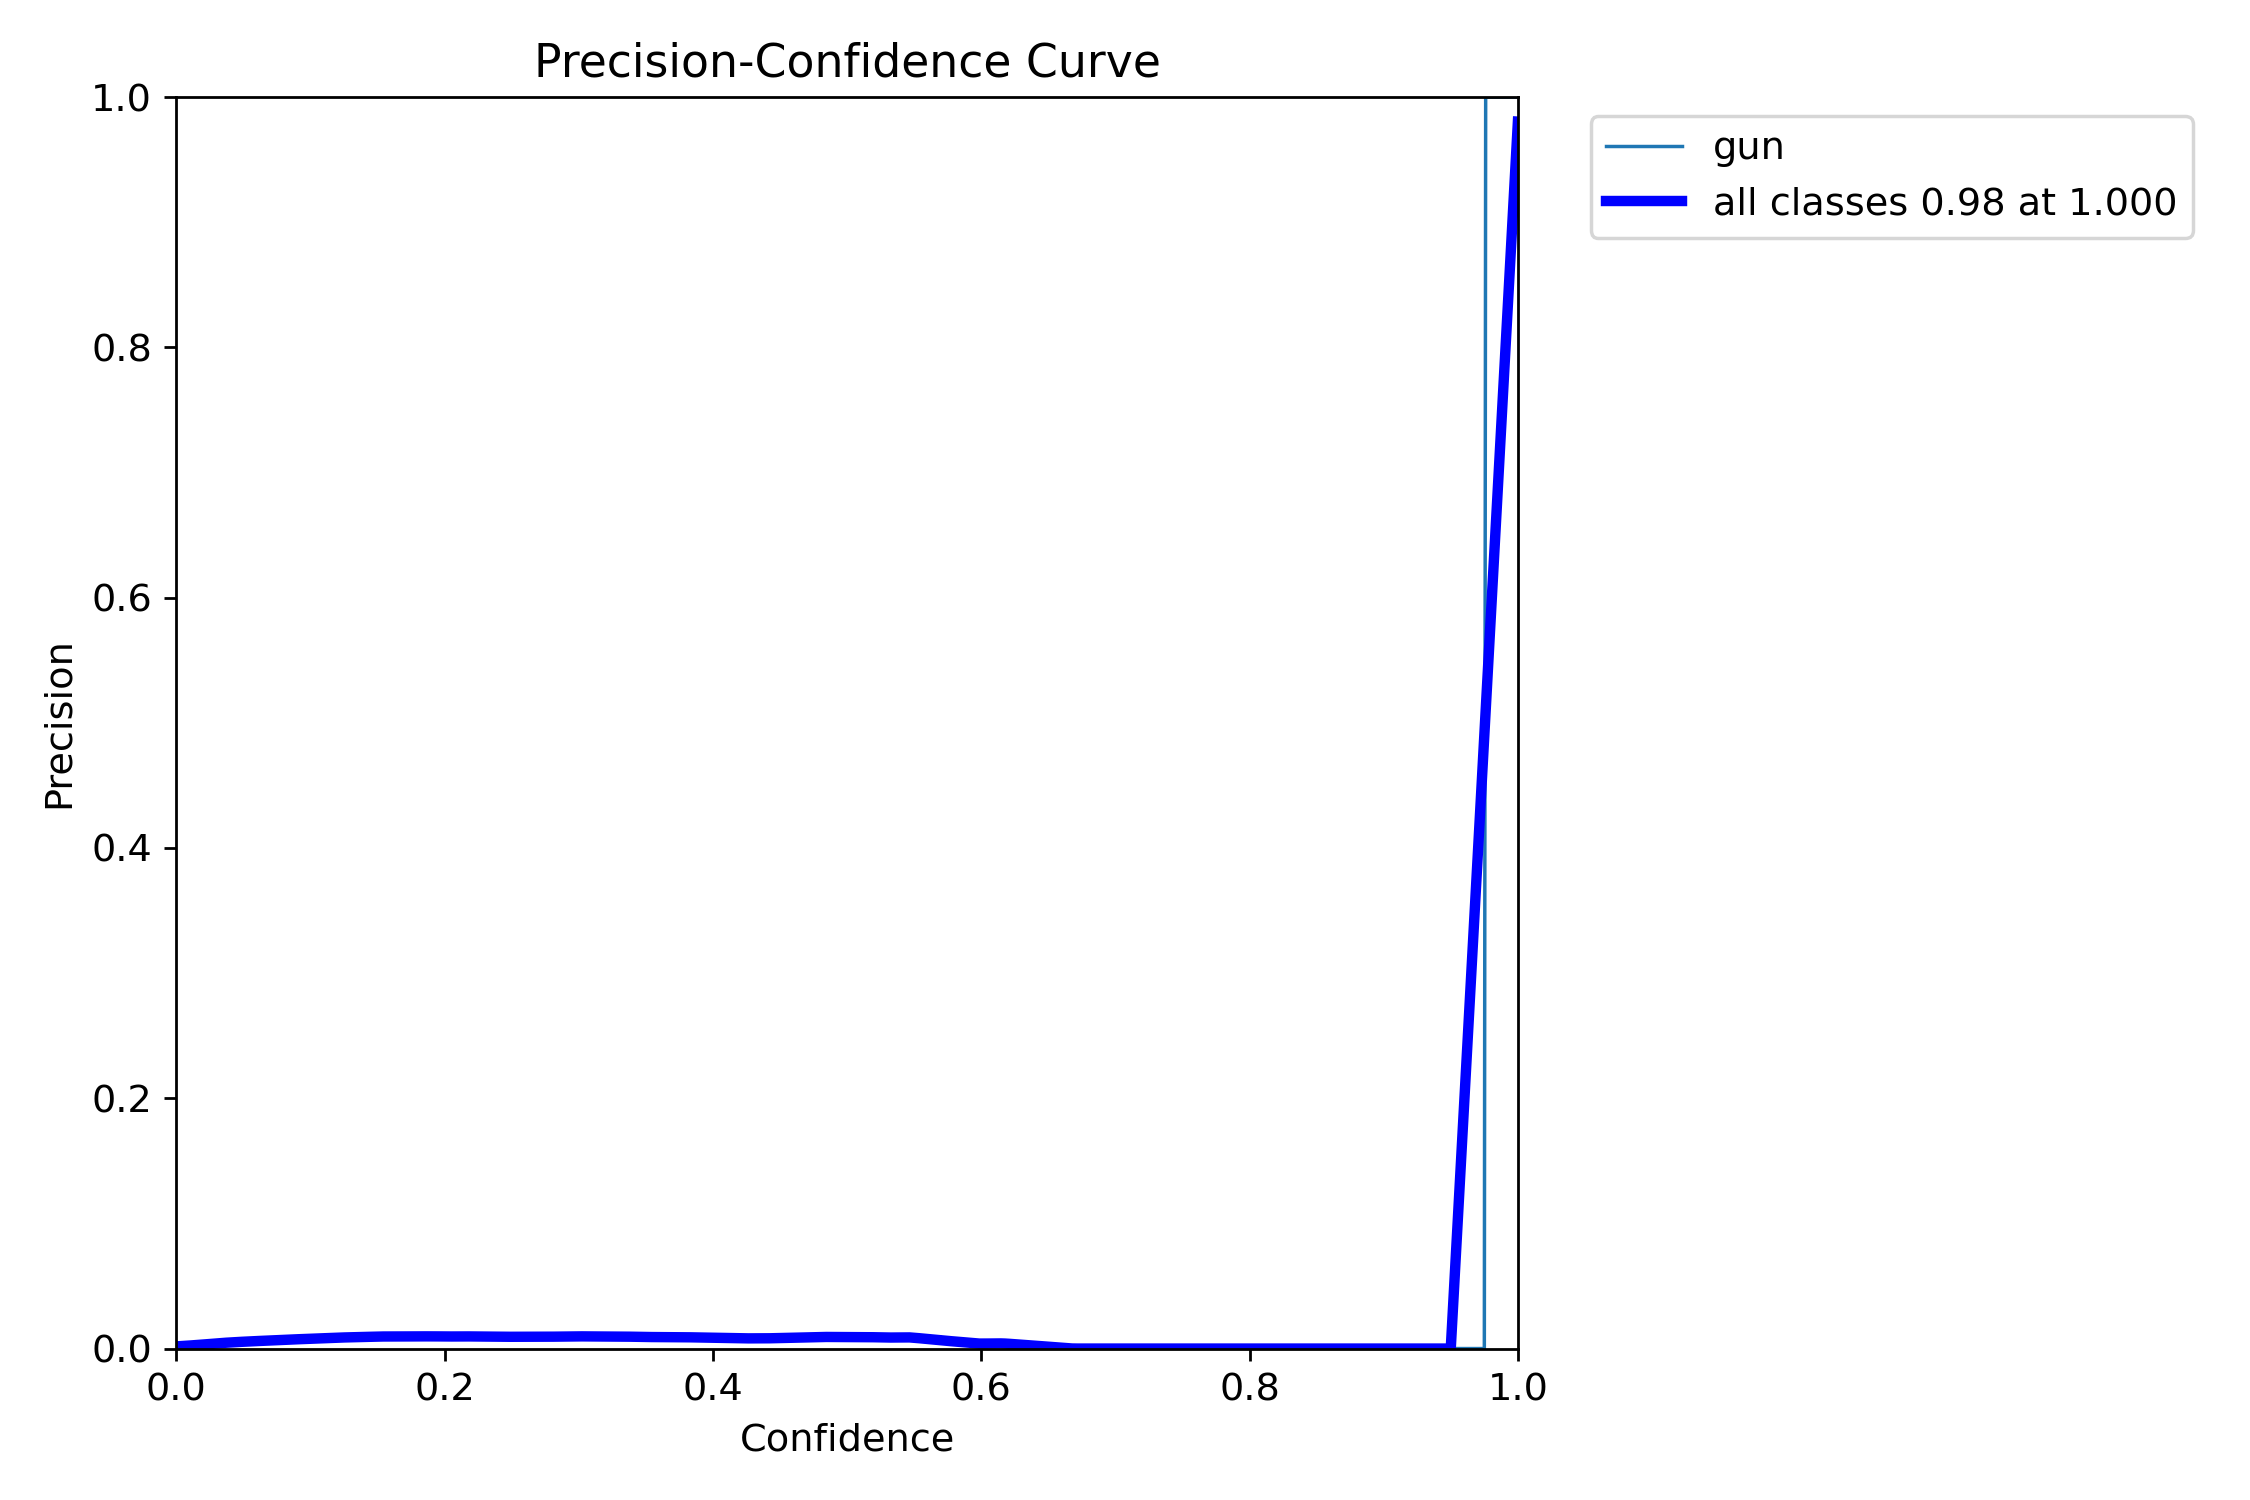 Precision-Confidence Curve
1.0
0.8
0.6
0.4
0.2
0.0
Precision
0.0 0.2 0.4 0.6 0.8 1.0
Confidence
gun
all classes 0.98 at 1.000